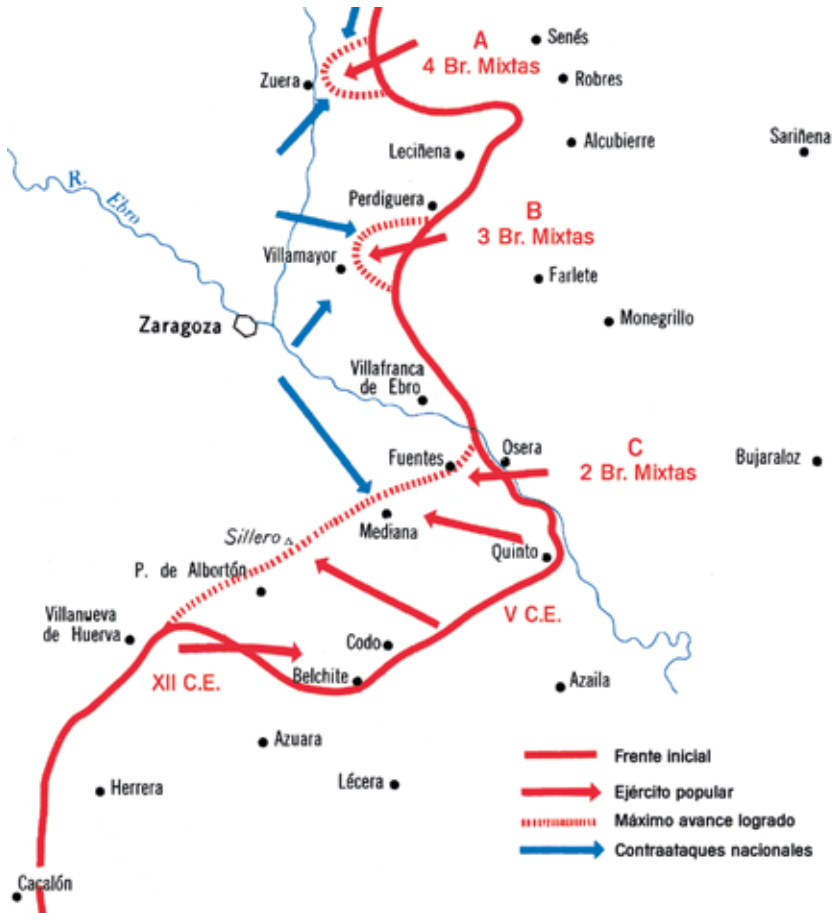 A
4 Br. Mixtas
Senés
Robres
Zuera
Alcubierre
Sariñena
Leciñena
R. Ebro
Perdiguera
B
3 Br. Mixtas
Villamayor
Farlete
Monegrillo
Zaragoza
Villafranca
de Ebro
C
2 Br. Mixtas
Fuentes
Osera
Bujaraloz
Mediana
Sillero
Quinto
P. de Albortón
Villanueva
de Huerva
V C.E.
Codo
XII C.E.
Belchite
Azaila
Azuara
Herrera
Lécera
Cacalón
Frente inicial
Ejército popular
Máximo avance logrado
Contraataques nacionales